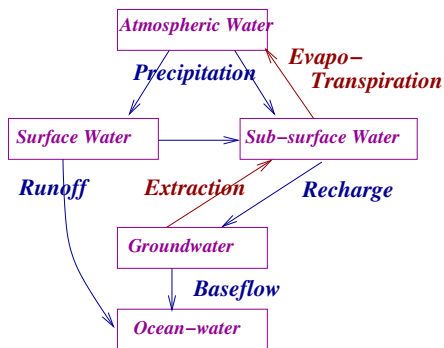 Atmospheric Water
Evapo-
Precipitation
Transpiration
Surface Water
Sub-surface Water
Runoff
Extraction
Recharge
Groundwater
Baseflow
Ocean-water